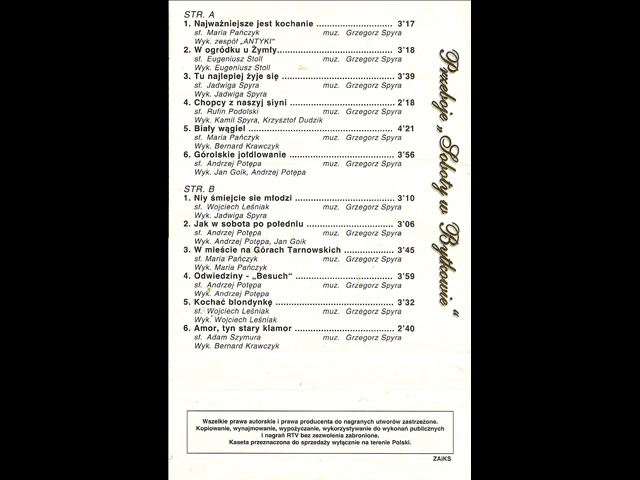 STR. A
1. Najważniejsze jest kochanie ........................ 3'17
sł. Maria Pańczyk muz. Grzegorz Spyra
Wyk. zespół „ANTYKI"
2. W ogródku u Żymły.................................... 3'18
sł. Eugeniusz Stoll
Wyk. Eugeniusz Stoll
3. Tu najlepiej żyje się ................................... 3'39
sł. Jadwiga Spyra muz. Grzegorz Spyra
Wyk. Jadwiga Spyra
4. Chopcy z naszyj siyni ................................ 2'18
sł. Rufin Podolski muz. Grzegorz Spyra
Wyk. Kamil Spyra, Krzysztof Dudzik
5. Biały wągiel ............................................... 4'21
sł. Maria Pańczyk muz. Grzegorz Spyra
Wyk. Bernard Krawczyk
6. Górolskie jofdlowanie ................................. 3'56
sł. Andrzej Potępa muz. Grzegorz Spyra
Wyk. Jan Goik, Andrzej Potępa
STR. B
1. Niy śmiejcie sie młodzi ............................... 3'10
sł. Wojciech Leśniak muz. Grzegorz Spyra
Wyk. Jadwiga Spyra
2. Jak w sobota po połedniu ........................... 3'06
sł. Andrzej Potępa muz. Grzegorz Spyra
Wyk. Andrzej Potępa, Jan Goik
3. W mieście na Górach Tarnowskich ............... 3'45
sł. Maria Pańczyk muz. Grzegorz Spyra
Wyk. Maria Pańczyk
4. Odwiedziny - „Besuch" ............................... 3'59
sł. Andrzej Potępa muz. Grzegorz Spyra
Wyk. Andrzej Potępa
5. Kochać blondynkę ..................................... 3'32
sł. Wojciech Leśniak muz. Grzegorz Spyra
Wyk. Wojciech Leśniak
6. Amor, tyn stary klamor ............................... 2'40
sł. Adam Szymura muz. Grzegorz Spyra
Wyk. Bernard Krawczyk
Przeboje „Soboty w Bytkowie"
Wszelkie prawa autorskie i prawa producenta do nagranych utworów zastrzeżone.
Kopiowanie, wynajmowanie, wypożyczanie, wykorzystywanie do wykonań publicznych
i nagrań RTV bez zezwolenia zabronione.
Kaseta przeznaczona do sprzedaży wyłącznie na terenie Polski.
ZAiKS